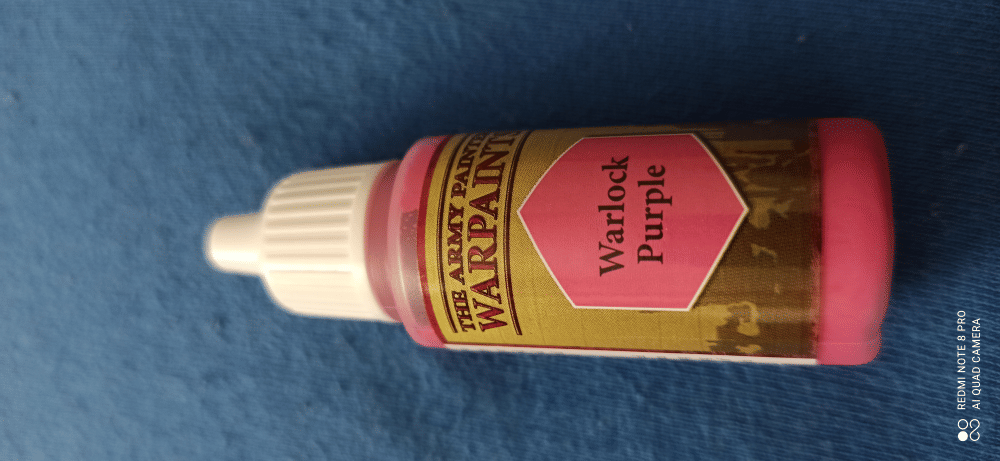 THE ARMY PAINTER
WARPAINTS
Warlock
Purple
REDMI NOTE 8 PRO
AI QUAD CAMERA